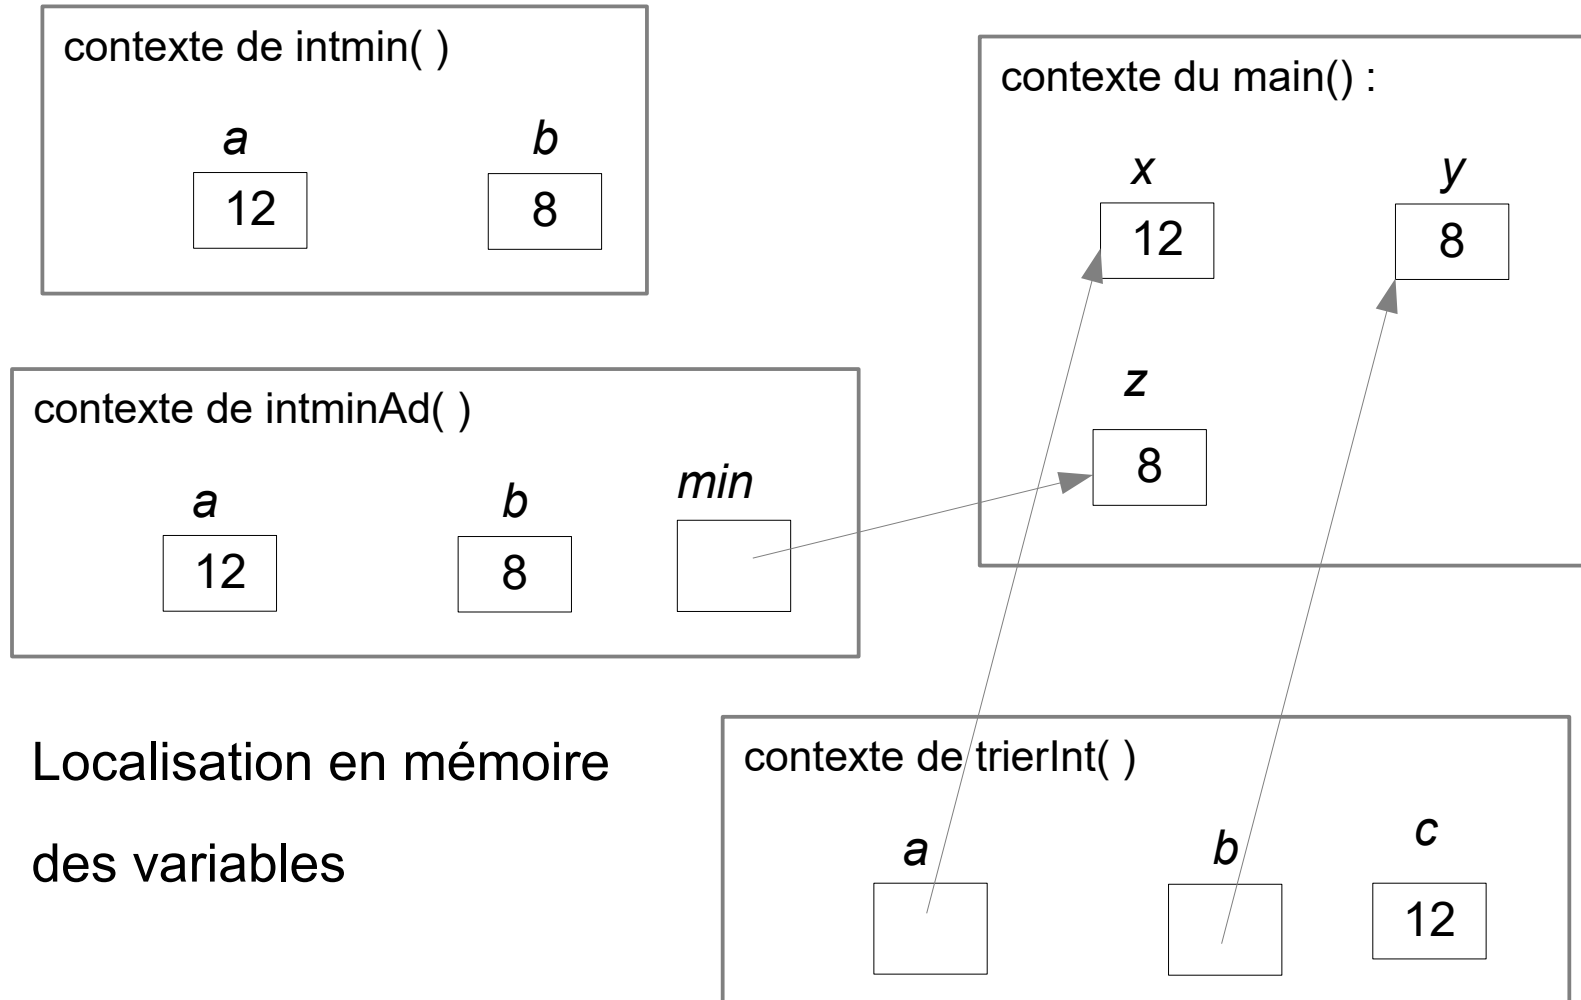 contexte de intmin( )
a b
12 8
contexte du main() :
x y
12 8
z
8
contexte de intminAd( )
a b min
12 8
Localisation en mémoire
des variables
contexte de trierInt( )
a b c
12